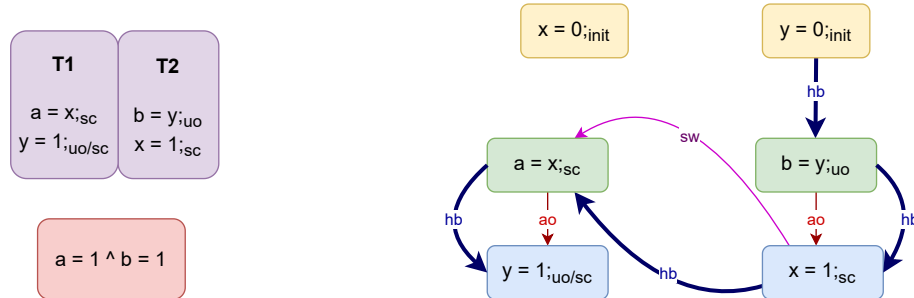 T1
a = x;sc
y = 1;uo/sc
T2
b = y;uo
x = 1;sc
a = 1 ^ b = 1
x = 0;init
y = 0;init
hb
sw
a = x;sc
b = y;uo
hb
ao
ao
hb
y = 1;uo/sc
hb
x = 1;sc